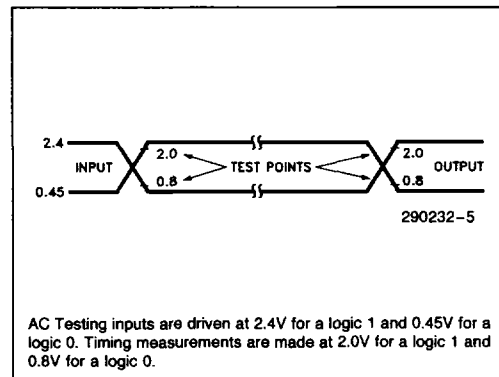 2.4
2.0
2.0
INPUT
TEST POINTS
OUTPUT
0.8
0.8
0.45
290232-5
AC Testing inputs are driven at 2.4V for a logic 1 and 0.45V for a
logic 0. Timing measurements are made at 2.0V for a logic 1 and
0.8V for a logic 0.